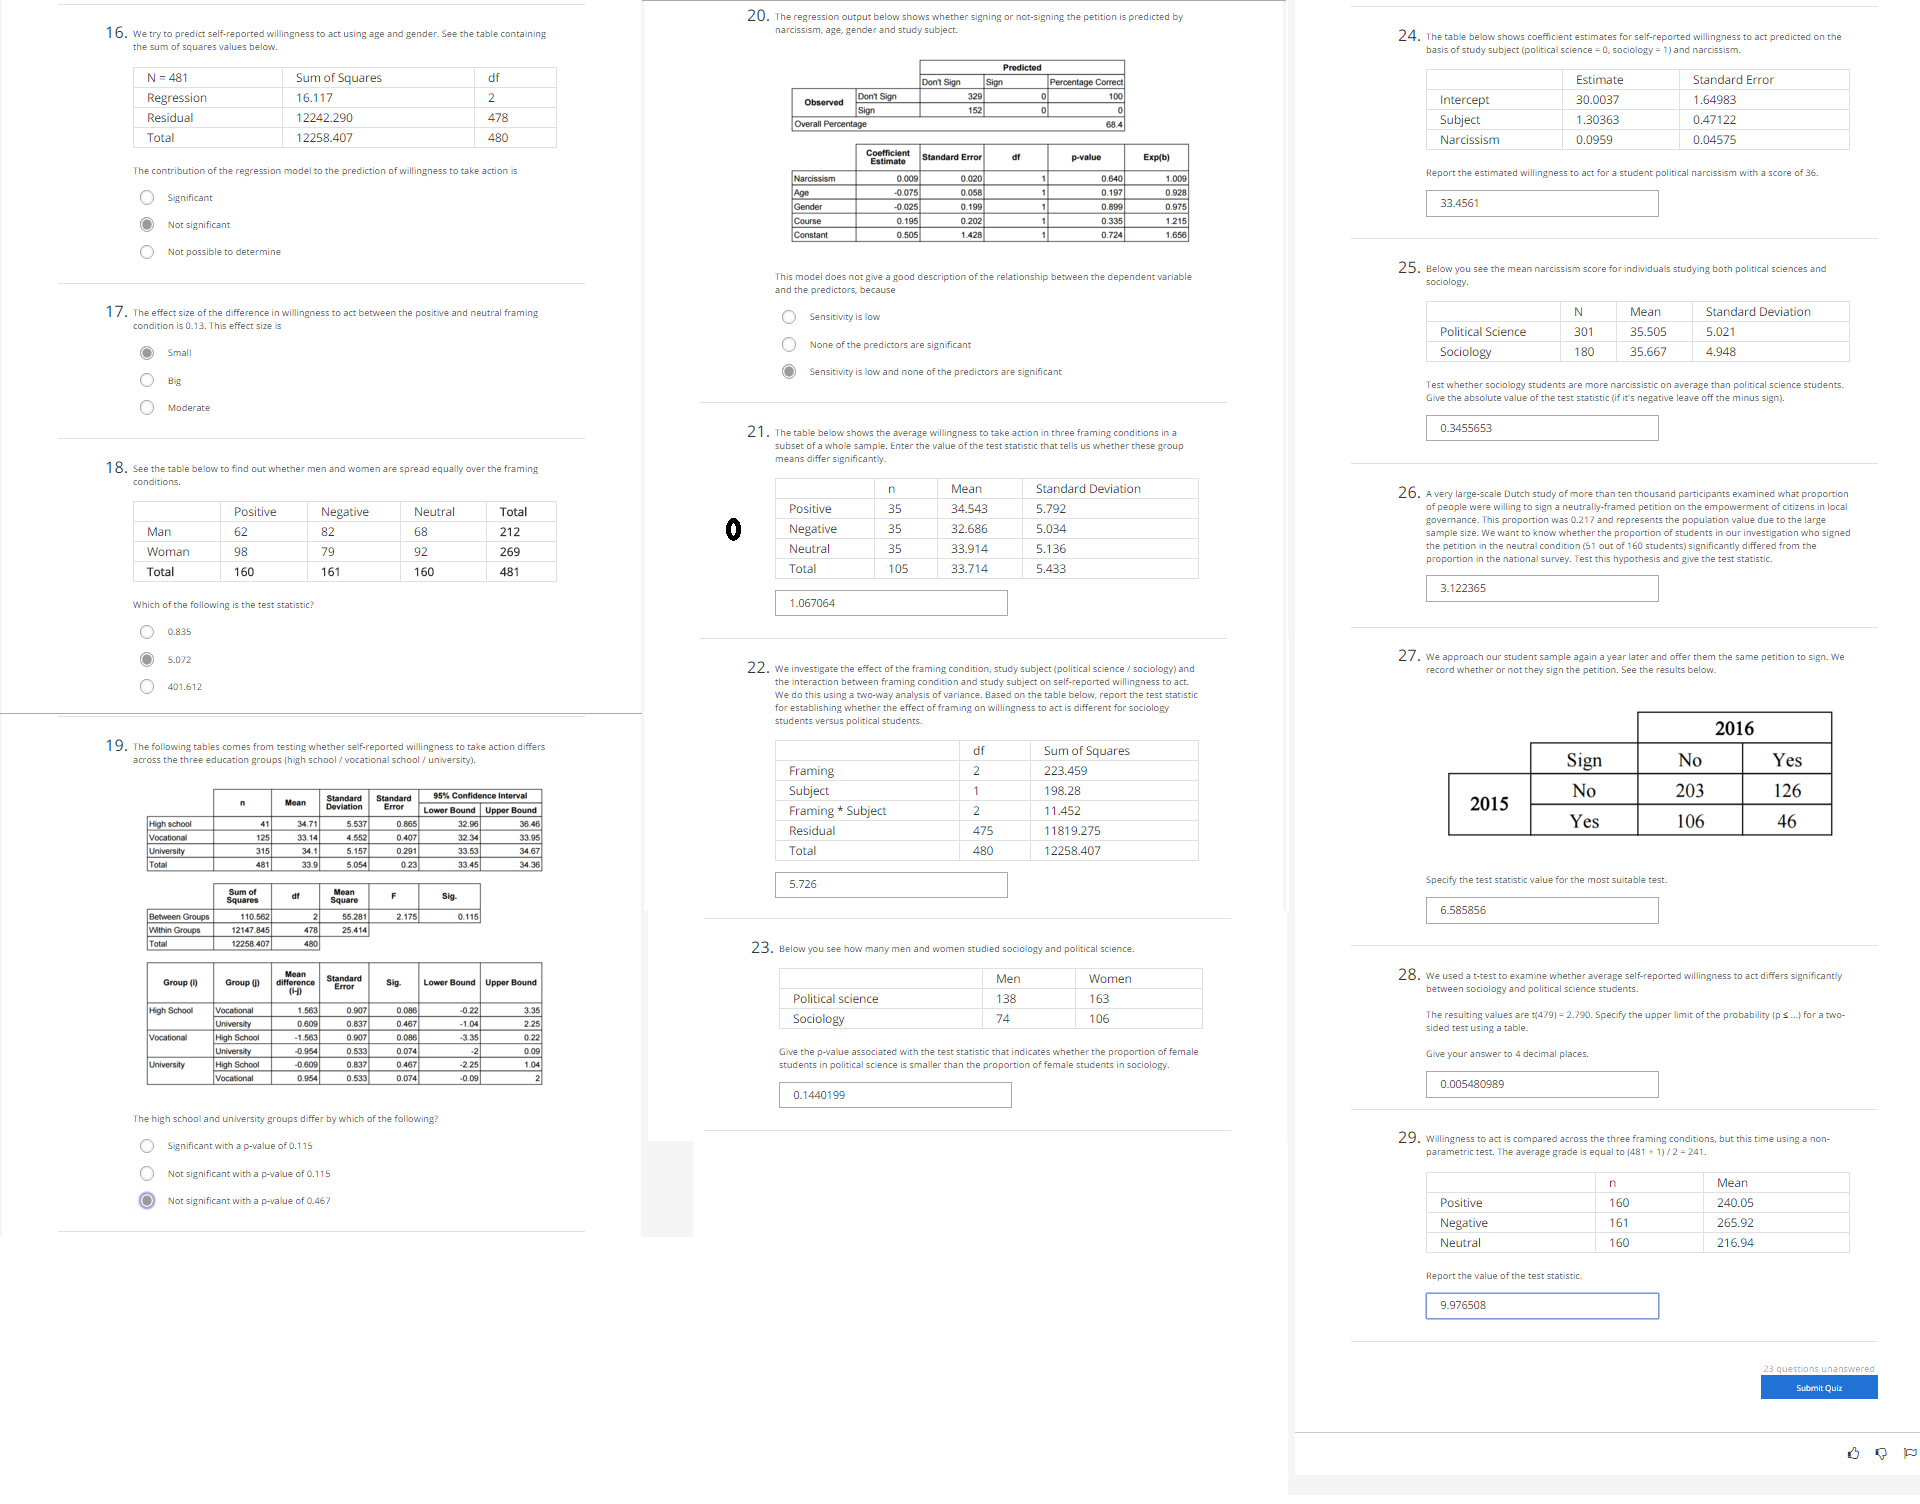 16. We try to predict self-reported willingness to act using age and gender. See the table containing
the sum of squares values below.
N = 481 Sum of Squares df
Regression 16.117 2
Residual 12242.290 478
Total 12258.407 480
The contribution of the regression model to the prediction of willingness to take action is
Significant
Not significant
Not possible to determine
17. The effect size of the difference in willingness to act between the positive and neutral framing
condition is 0.13. This effect size is
Small
Big
Moderate
18. See the table below to find out whether men and women are spread equally over the framing
conditions.
Positive Negative Neutral Total
Man 62 82 68 212
Woman 98 79 92 269
Total 160 161 160 481
Which of the following is the test statistic?
0.835
5.072
401.612
19. The following tables comes from testing whether self-reported willingness to take action differs
across the three education groups (high school / vocational school / university).
n Mean Standard Deviation Standard Error 95% Confidence Interval
Lower Bound Upper Bound
High school 41 34.71 5.537 0.865 32.96 36.46
Vocational 125 33.14 4.552 0.407 32.34 33.95
University 315 34.1 5.157 0.291 33.53 34.67
Total 481 33.9 5.054 0.23 33.45 34.36
Sum of Squares df Mean Square F Sig.
Between Groups 110.562 2 55.281 2.175 0.115
Within Groups 12147.845 478 25.414
Total 12258.407 480
Group (i) Group (j) Mean difference (i-j) Standard Error Sig. Lower Bound Upper Bound
High School Vocational 1.563 0.907 0.086 -0.22 3.35
University 0.609 0.837 0.467 -1.04 2.25
Vocational High School -1.563 0.907 0.086 -3.35 0.22
University -0.954 0.533 0.074 -2 0.09
University High School -0.609 0.837 0.467 -2.25 1.04
Vocational 0.954 0.533 0.074 -0.09 2
The high school and university groups differ by which of the following?
Significant with a p-value of 0.115
Not significant with a p-value of 0.115
Not significant with a p-value of 0.467
20. The regression output below shows whether signing or not-signing the petition is predicted by
narcissism, age, gender and study subject.
Predicted
Don't Sign Sign Percentage Correct
Observed Don't Sign 329 0 100
Sign 152 0 0
Overall Percentage 68.4
Coefficient Estimate Standard Error df p-value Exp(b)
Narcissism 0.009 0.020 1 0.640 1.009
Age -0.075 0.058 1 0.197 0.928
Gender -0.025 0.199 1 0.899 0.975
Course 0.195 0.202 1 0.335 1.215
Constant 0.505 1.428 1 0.724 1.656
This model does not give a good description of the relationship between the dependent variable
and the predictors, because
Sensitivity is low
None of the predictors are significant
Sensitivity is low and none of the predictors are significant
21. The table below shows the average willingness to take action in three framing conditions in a
subset of a whole sample. Enter the value of the test statistic that tells us whether these group
means differ significantly.
n Mean Standard Deviation
Positive 35 34.543 5.792
0
Negative 35 32.686 5.034
Neutral 35 33.914 5.136
Total 105 33.714 5.433
1.067064
22. We investigate the effect of the framing condition, study subject (political science / sociology) and
the interaction between framing condition and study subject on self-reported willingness to act.
We do this using a two-way analysis of variance. Based on the table below, report the test statistic
for establishing whether the effect of framing on willingness to act is different for sociology
students versus political students.
df Sum of Squares
Framing 2 223.459
Subject 1 198.28
Framing * Subject 2 11.452
Residual 475 11819.275
Total 480 12258.407
5.726
23. Below you see how many men and women studied sociology and political science.
Men Women
Political science 138 163
Sociology 74 106
Give the p-value associated with the test statistic that indicates whether the proportion of female
students in political science is smaller than the proportion of female students in sociology.
0.1440199
24. The table below shows coefficient estimates for self-reported willingness to act predicted on the
basis of study subject (political science = 0, sociology = 1) and narcissism.
Estimate Standard Error
Intercept 30.0037 1.64983
Subject 1.30363 0.47122
Narcissism 0.0959 0.04575
Report the estimated willingness to act for a student political narcissism with a score of 36.
33.4561
25. Below you see the mean narcissism score for individuals studying both political sciences and
sociology.
N Mean Standard Deviation
Political Science 301 35.505 5.021
Sociology 180 35.667 4.948
Test whether sociology students are more narcissistic on average than political science students.
Give the absolute value of the test statistic (if it's negative leave off the minus sign).
0.3455653
26. A very large-scale Dutch study of more than ten thousand participants examined what proportion
of people were willing to sign a neutrally-framed petition on the empowerment of citizens in local
governance. This proportion was 0.217 and represents the population value due to the large
sample size. We want to know whether the proportion of students in our investigation who signed
the petition in the neutral condition (51 out of 160 students) significantly differed from the
proportion in the national survey. Test this hypothesis and give the test statistic.
3.122365
27. We approach our student sample again a year later and offer them the same petition to sign. We
record whether or not they sign the petition. See the results below.
2016
Sign No Yes
2015 No 203 126
Yes 106 46
Specify the test statistic value for the most suitable test.
6.585856
28. We used a t-test to examine whether average self-reported willingness to act differs significantly
between sociology and political science students.
The resulting values are t(479) = 2.790. Specify the upper limit of the probability (p ≤ ...) for a two-
sided test using a table.
Give your answer to 4 decimal places.
0.005480989
29. Willingness to act is compared across the three framing conditions, but this time using a non-
parametric test. The average grade is equal to (481 + 1) / 2 = 241.
n Mean
Positive 160 240.05
Negative 161 265.92
Neutral 160 216.94
Report the value of the test statistic.
9.976508
23 questions unanswered
Submit Quiz